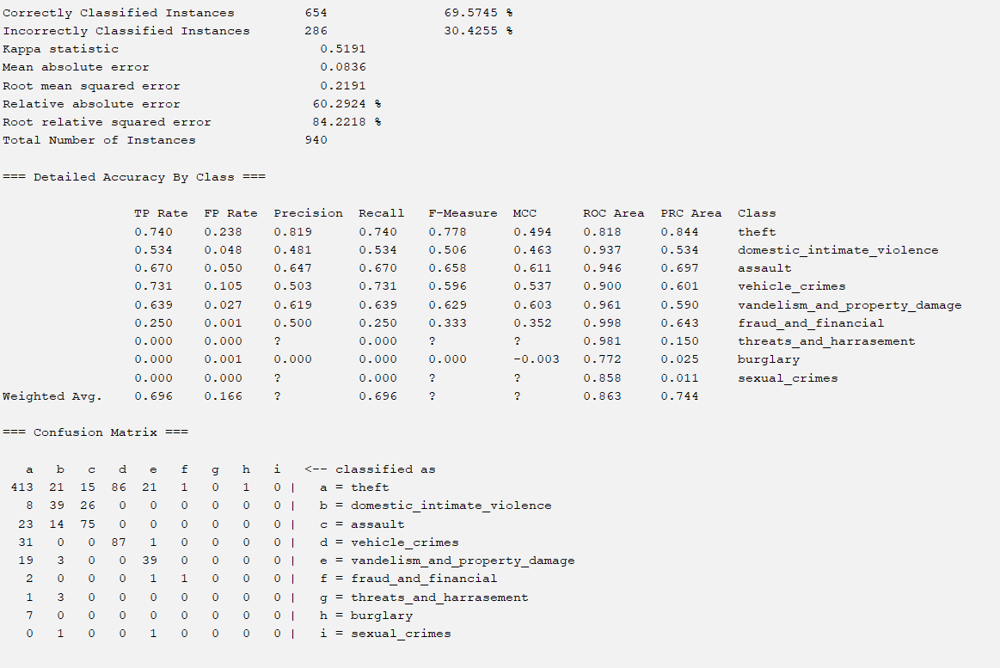 Correctly Classified Instances 654 69.5745 %
Incorrectly Classified Instances 286 30.4255 %
Kappa statistic 0.5191
Mean absolute error 0.0836
Root mean squared error 0.2191
Relative absolute error 60.2924 %
Root relative squared error 84.2218 %
Total Number of Instances 940
=== Detailed Accuracy By Class ===
TP Rate FP Rate Precision Recall F-Measure MCC ROC Area PRC Area Class
0.740 0.238 0.819 0.740 0.778 0.494 0.818 0.844 theft
0.534 0.048 0.481 0.534 0.506 0.463 0.937 0.534 domestic_intimate_violence
0.670 0.050 0.647 0.670 0.658 0.611 0.946 0.697 assault
0.731 0.105 0.503 0.731 0.596 0.537 0.900 0.601 vehicle_crimes
0.639 0.027 0.619 0.639 0.629 0.603 0.961 0.590 vandelism_and_property_damage
0.250 0.001 0.500 0.250 0.333 0.352 0.998 0.643 fraud_and_financial
0.000 0.000 ? 0.000 ? ? 0.981 0.150 threats_and_harrasement
0.000 0.001 0.000 0.000 0.000 -0.003 0.772 0.025 burglary
0.000 0.000 ? 0.000 ? ? 0.858 0.011 sexual_crimes
Weighted Avg. 0.696 0.166 ? 0.696 ? ? 0.863 0.744
=== Confusion Matrix ===
a b c d e f g h i <-- classified as
413 21 15 86 21 1 0 1 0 | a = theft
8 39 26 0 0 0 0 0 0 | b = domestic_intimate_violence
23 14 75 0 0 0 0 0 0 | c = assault
31 0 0 87 1 0 0 0 0 | d = vehicle_crimes
19 3 0 0 39 0 0 0 0 | e = vandelism_and_property_damage
2 0 0 0 1 1 0 0 0 | f = fraud_and_financial
1 3 0 0 0 0 0 0 0 | g = threats_and_harrasement
7 0 0 0 0 0 0 0 0 | h = burglary
0 1 0 0 1 0 0 0 0 | i = sexual_crimes